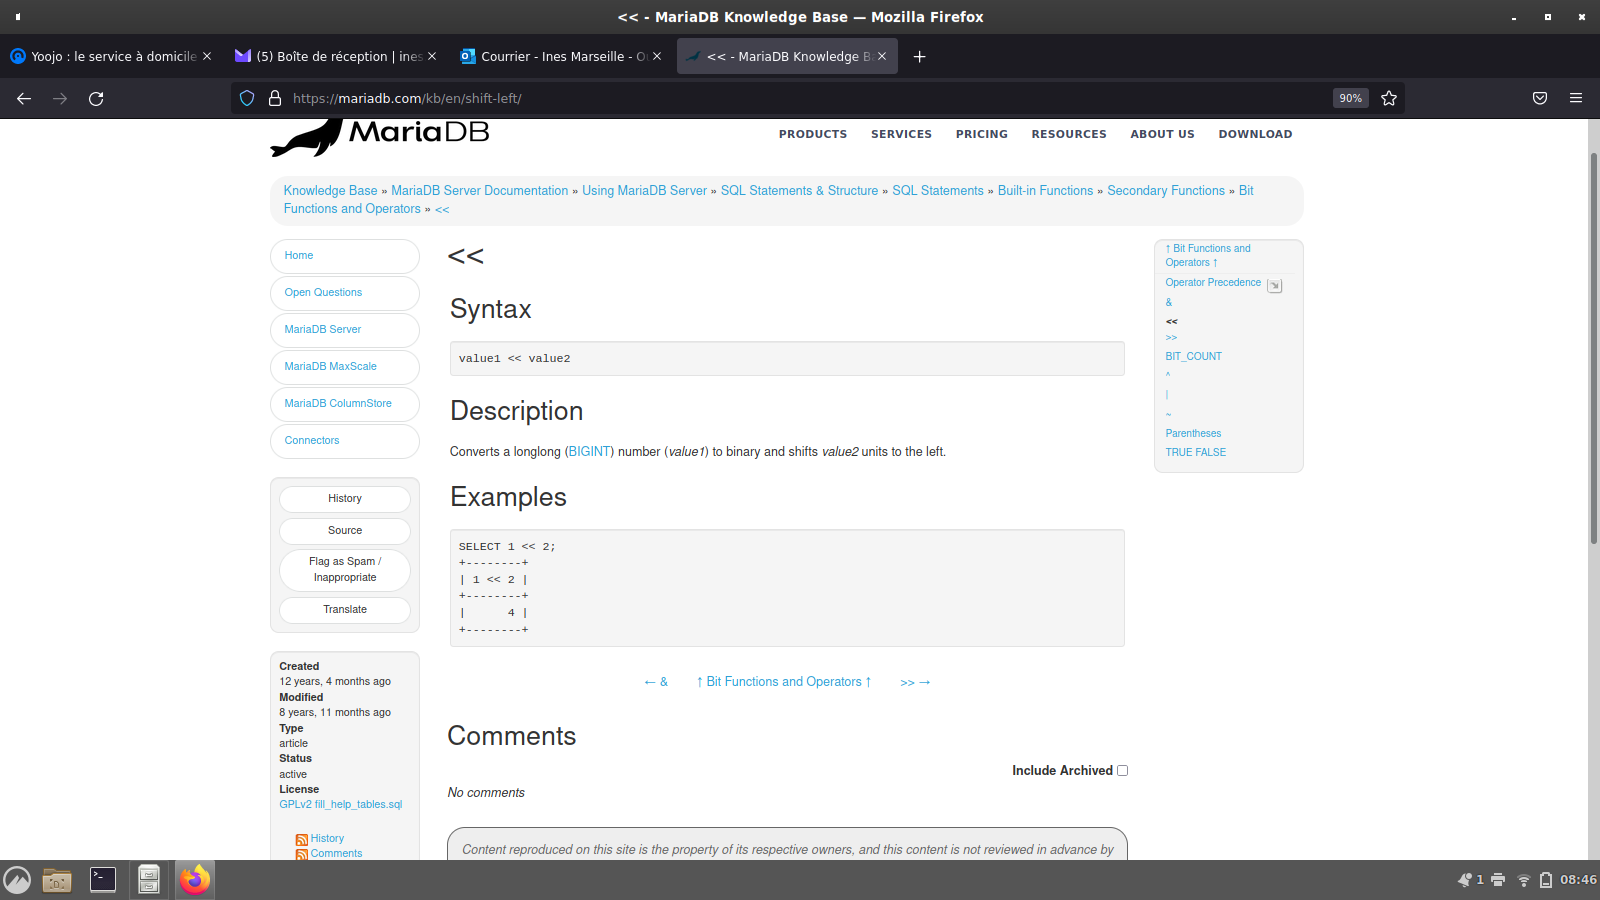 << - MariaDB Knowledge Base — Mozilla Firefox
Yoojo : le service à domicile
(5) Boîte de réception | ines
Courrier - Ines Marseille - O
<< - MariaDB Knowledge B
https://mariadb.com/kb/en/shift-left/
90%
MariaDB
PRODUCTS SERVICES PRICING RESOURCES ABOUT US DOWNLOAD
Knowledge Base » MariaDB Server Documentation » Using MariaDB Server » SQL Statements & Structure » SQL Statements » Built-in Functions » Secondary Functions » Bit
Functions and Operators » <<
Home
Open Questions
MariaDB Server
MariaDB MaxScale
MariaDB ColumnStore
Connectors
History
Source
Flag as Spam /
Inappropriate
Translate
Created
12 years, 4 months ago
Modified
8 years, 11 months ago
Type
article
Status
active
License
GPLv2 fill_help_tables.sql
History
Comments
<<
Syntax
value1 << value2
Description
Converts a longlong (BIGINT) number (value1) to binary and shifts value2 units to the left.
Examples
SELECT 1 << 2;
+--------+
| 1 << 2 |
+--------+
|      4 |
+--------+
← & ↑ Bit Functions and Operators ↑ >> →
Comments
Include Archived
No comments
Content reproduced on this site is the property of its respective owners, and this content is not reviewed in advance by
↑ Bit Functions and
Operators ↑
Operator Precedence
&
<<
>>
BIT_COUNT
^
|
~
Parentheses
TRUE FALSE
1
08:46